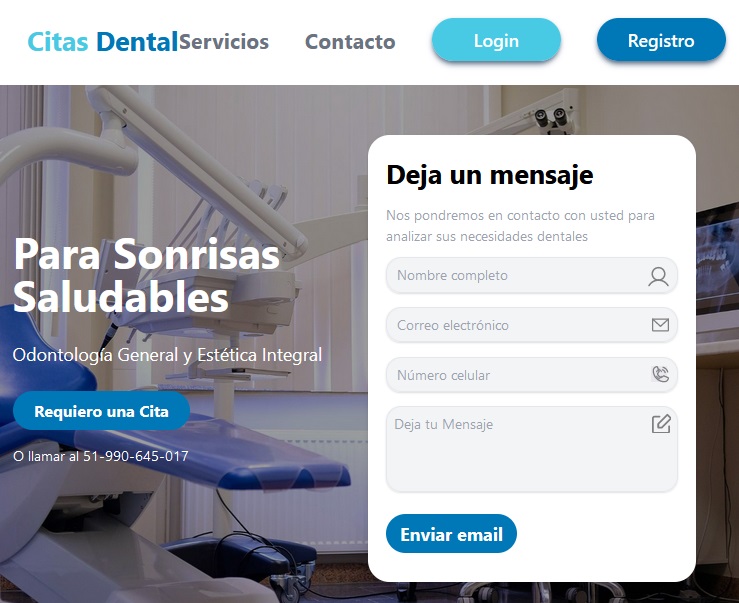 Citas Dental Servicios Contacto Login Registro
Para Sonrisas
Saludables
Odontología General y Estética Integral
Requiero una Cita
O llamar al 51-990-645-017
Deja un mensaje
Nos pondremos en contacto con usted para
analizar sus necesidades dentales
Nombre completo
Correo electrónico
Número celular
Deja tu Mensaje
Enviar email